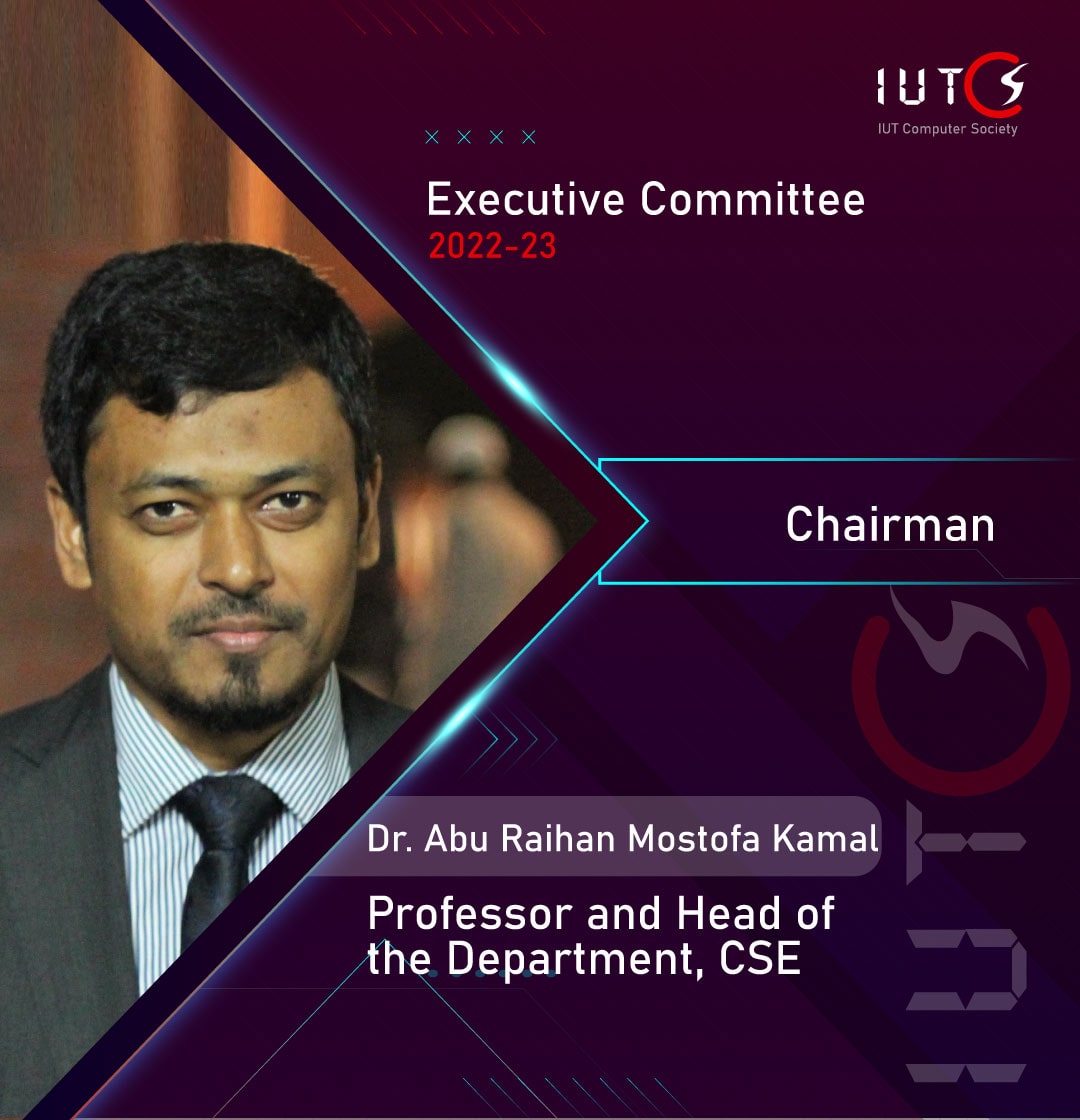 IUTCS
IUT Computer Society
Executive Committee
2022-23
Chairman
Dr. Abu Raihan Mostofa Kamal
Professor and Head of
the Department, CSE
IUTCS